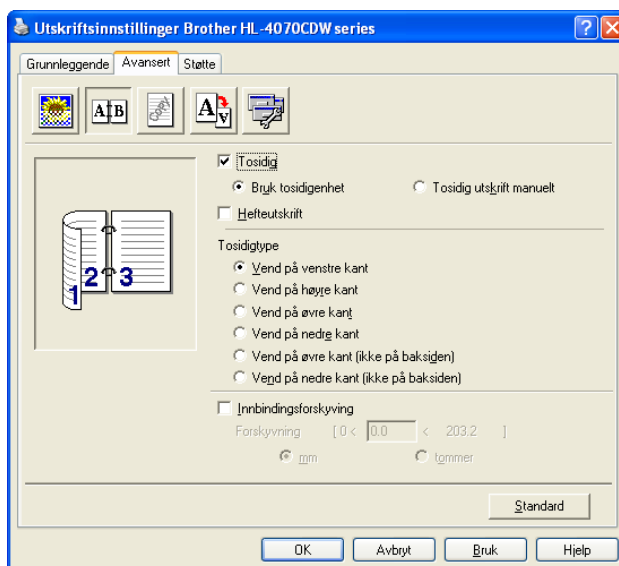 Utskriftsinnstillinger Brother HL-4070CDW series
Grunnleggende Avansert Støtte
A B
A A
Tosidig
Bruk tosidigenhet Tosidig utskrift manuelt
Hefteutskrift
1 2 3
Tosidigtype
Vend på venstre kant
Vend på høyre kant
Vend på øvre kant
Vend på nedre kant
Vend på øvre kant (ikke på baksiden)
Vend på nedre kant (ikke på baksiden)
Innbindingsforskyving
Forskyvning [ 0 < 0.0 < 203.2 ]
mm tommer
Standard
OK Avbryt Bruk Hjelp